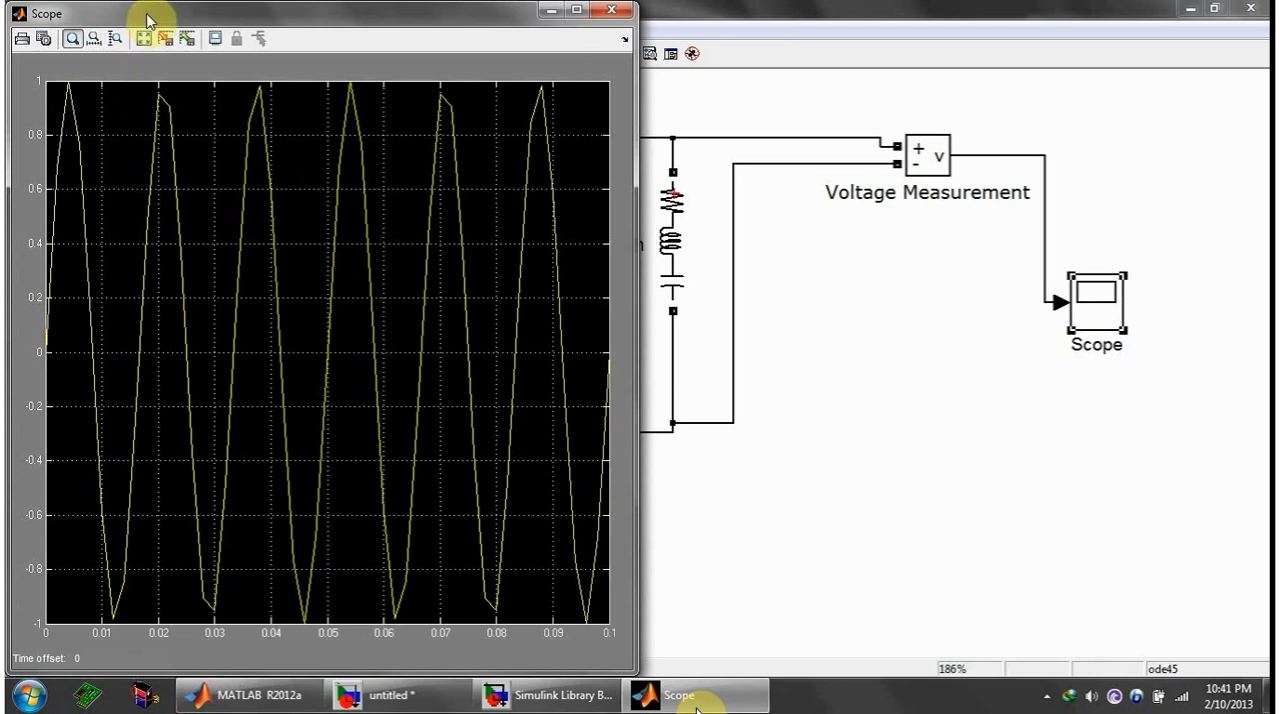 Scope
1
0.8
0.6
0.4
0.2
0
-0.2
-0.4
-0.6
-0.8
-1
0 0.01 0.02 0.03 0.04 0.05 0.06 0.07 0.08 0.09 0.1
Time offset: 0
+
-
v
Voltage Measurement
Scope
186%
ode45
MATLAB R2012a
untitled *
Simulink Library B...
Scope
10:41 PM
2/10/2013